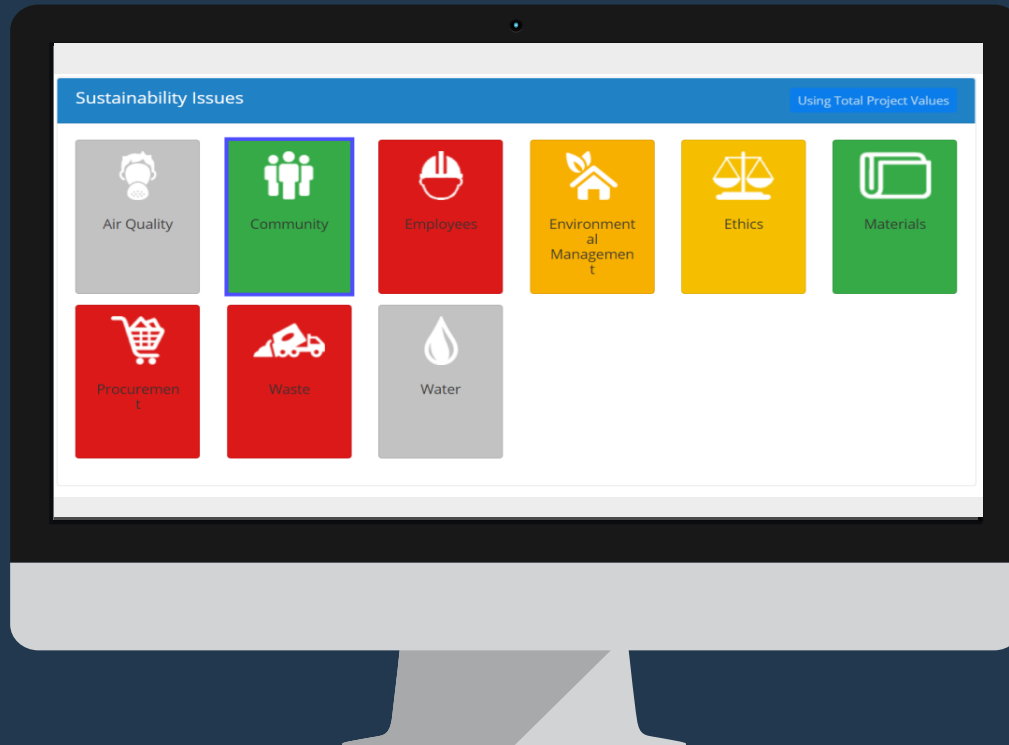 Sustainability Issues
Using Total Project Values
Air Quality
Community
Employees
Environment
al
Managemen
t
Ethics
Materials
Procuremen
t
Waste
Water